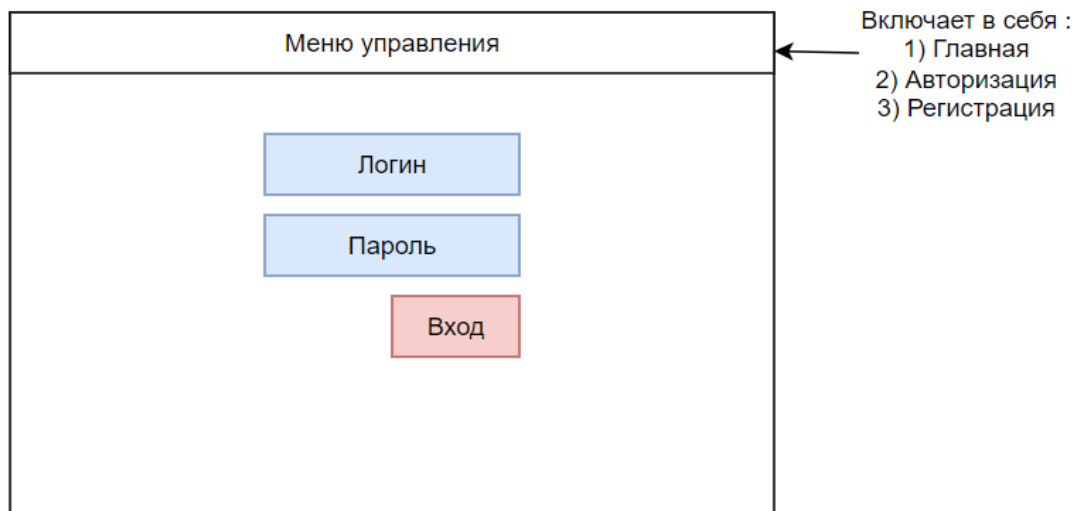 Меню управления
Включает в себя :
1) Главная
2) Авторизация
3) Регистрация
Логин
Пароль
Вход